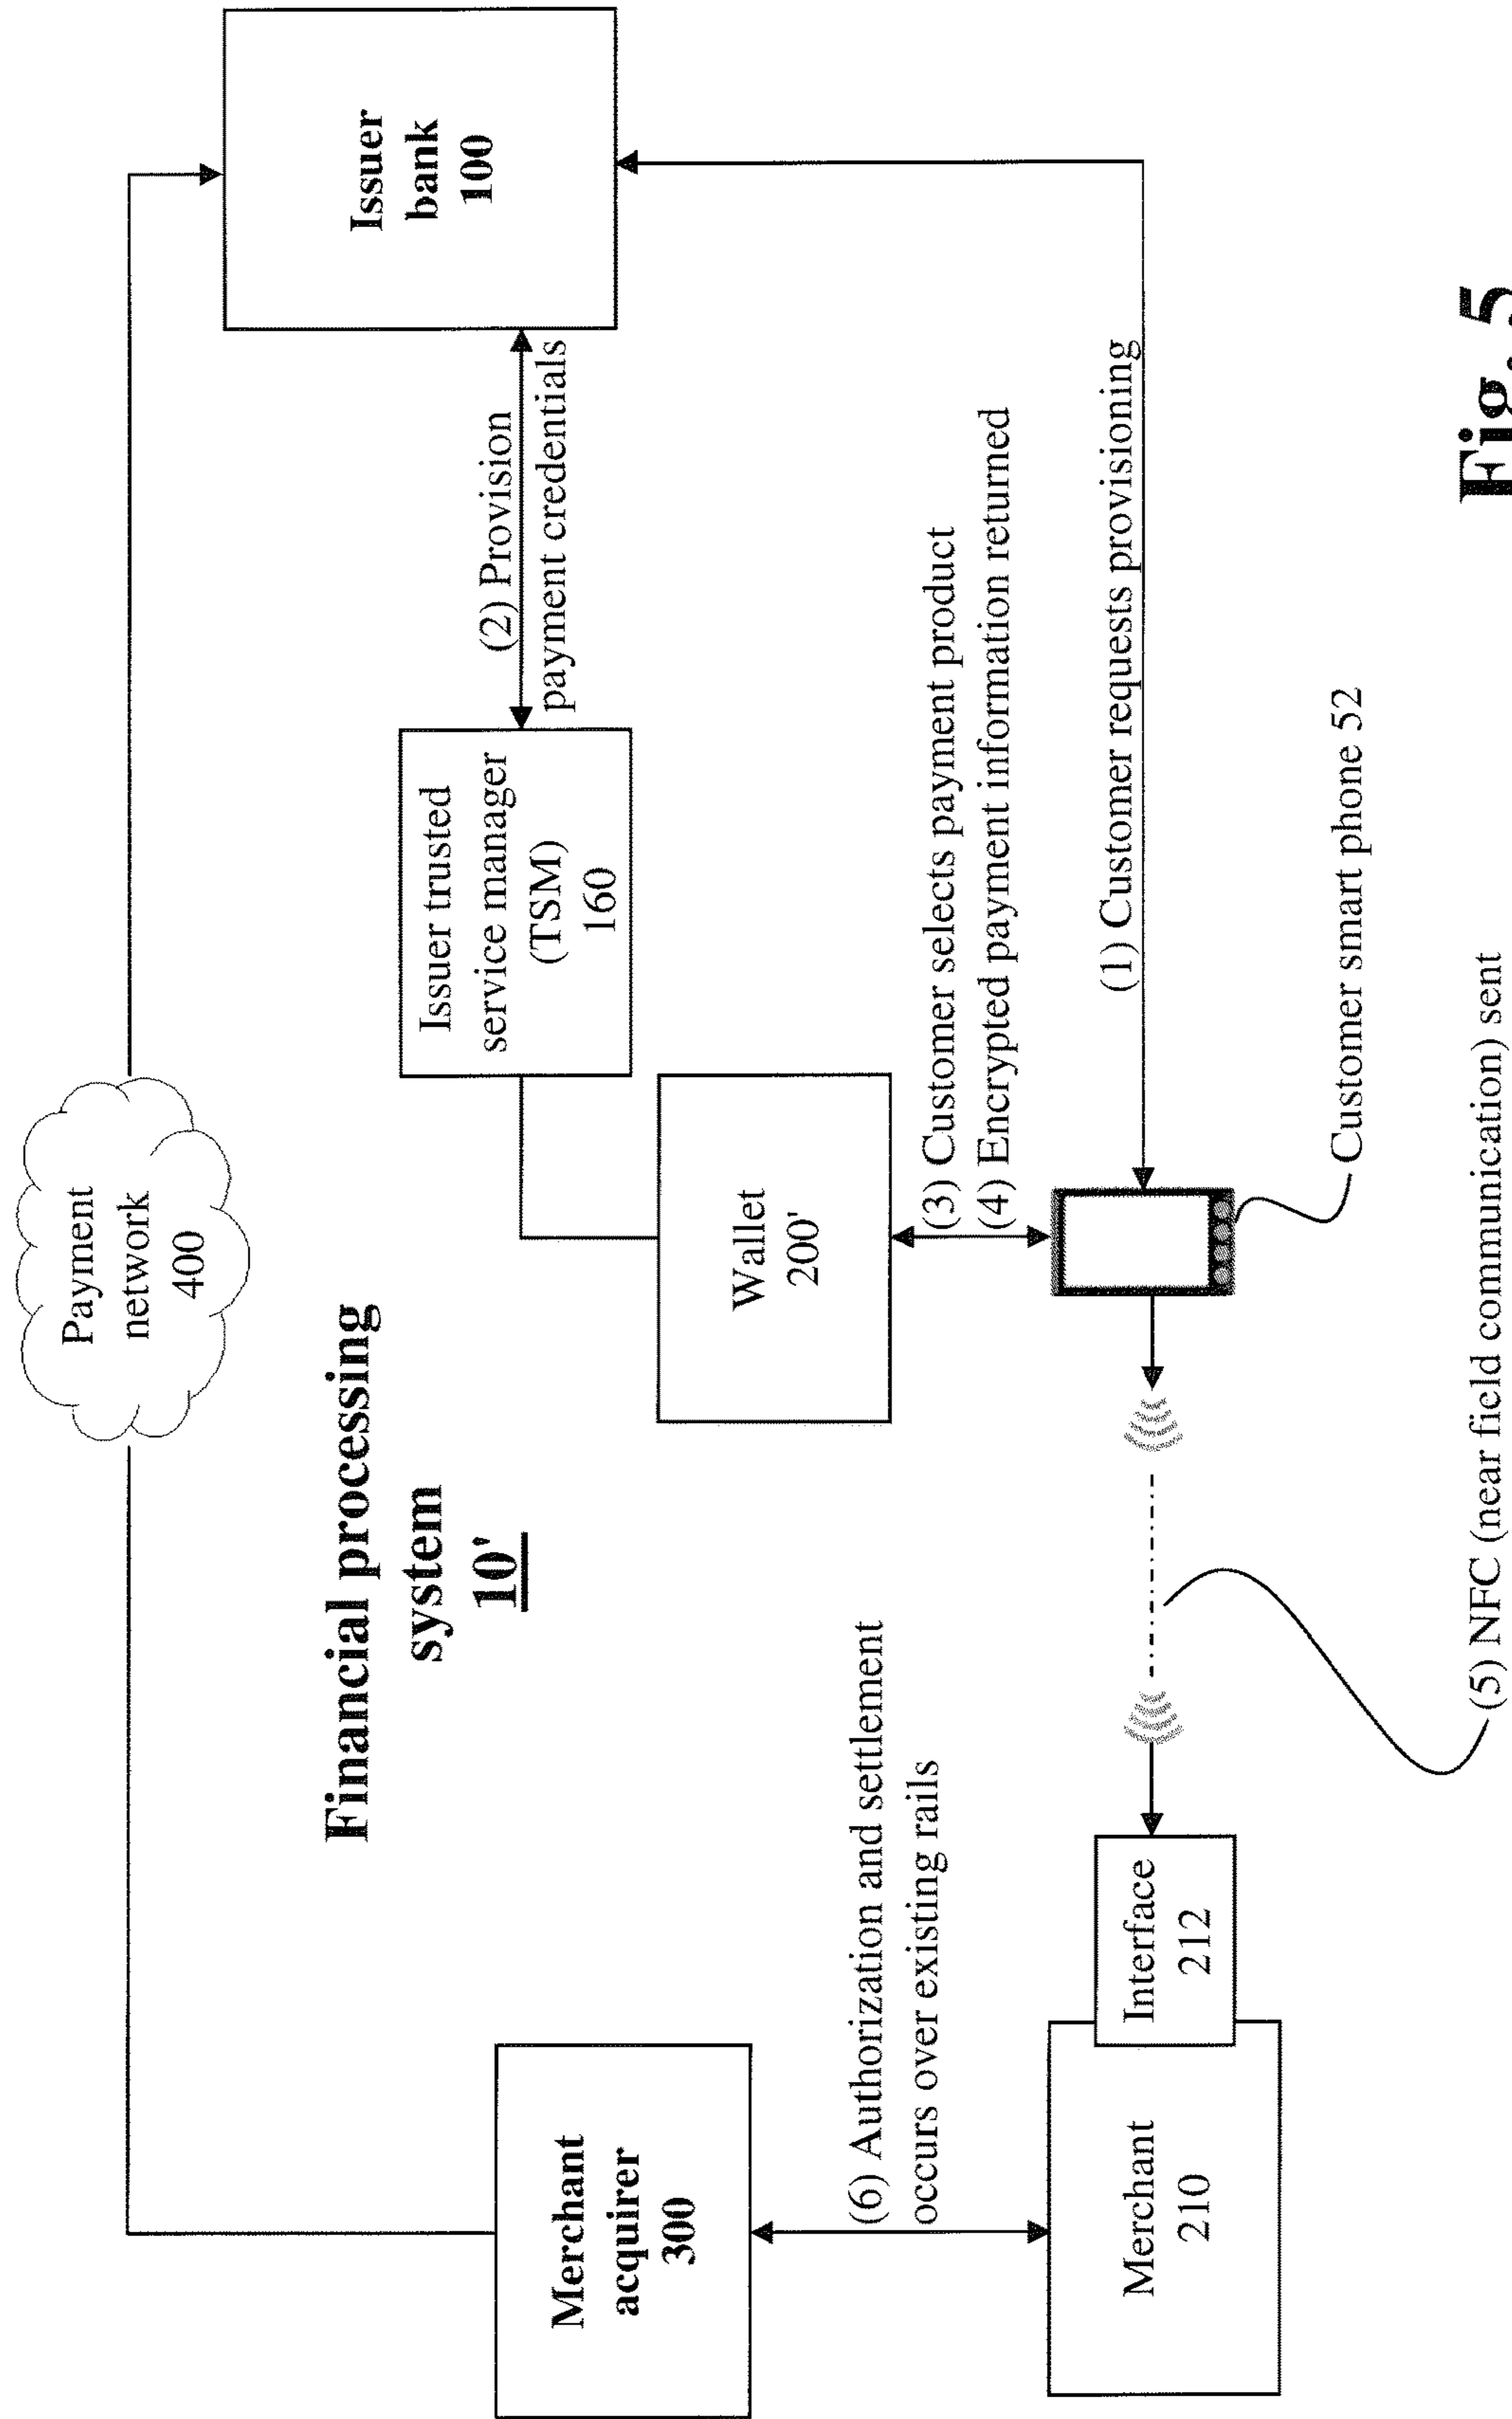 Payment
network
400
Financial processing
system
10'
Merchant
acquirer
300
Issuer trusted
service manager
(TSM)
160
(2) Provision
payment credentials
Issuer
bank
100
Wallet
200'
(6) Authorization and settlement
occurs over existing rails
(3) Customer selects payment product
(4) Encrypted payment information returned
(1) Customer requests provisioning
Merchant
210
Interface
212
Customer smart phone 52
(5) NFC (near field communication) sent
Fig. 5